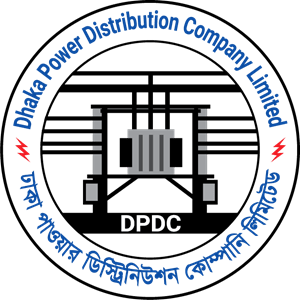 Dhaka Power Distribution Company Limited
DPDC
ঢাকা পাওয়ার ডিস্ট্রিনিউশন কোম্পানি লিমিটেড